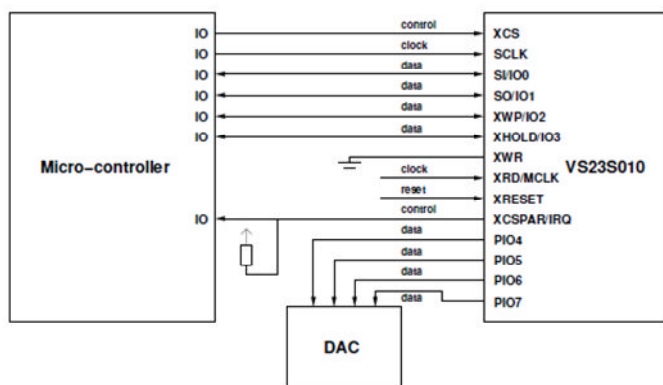 control
IO XCS
clock
IO SCLK
data
IO SI/IO0
data
IO SO/IO1
data
IO XWP/IO2
data
IO XHOLD/IO3
Micro-controller
XWR
VS23S010
clock
XRD/MCLK
reset
XRESET
control
IO XCSPAR/IRQ
data
PIO4
data
PIO5
data
PIO6
data
PIO7
DAC